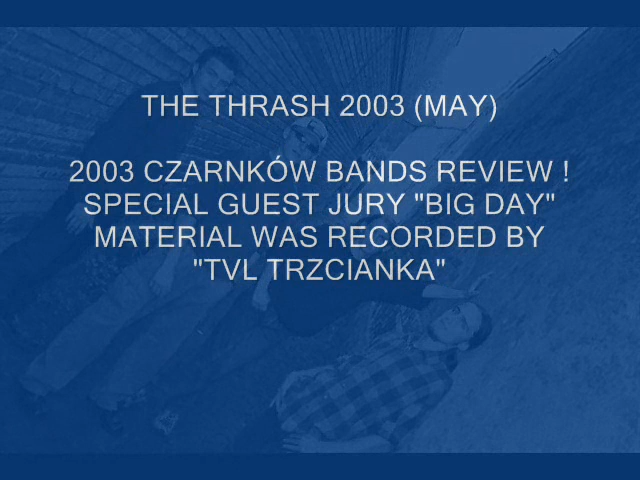 THE THRASH 2003 (MAY)
2003 CZARNKÓW BANDS REVIEW !
SPECIAL GUEST JURY "BIG DAY"
MATERIAL WAS RECORDED BY
"TVL TRZCIANKA"